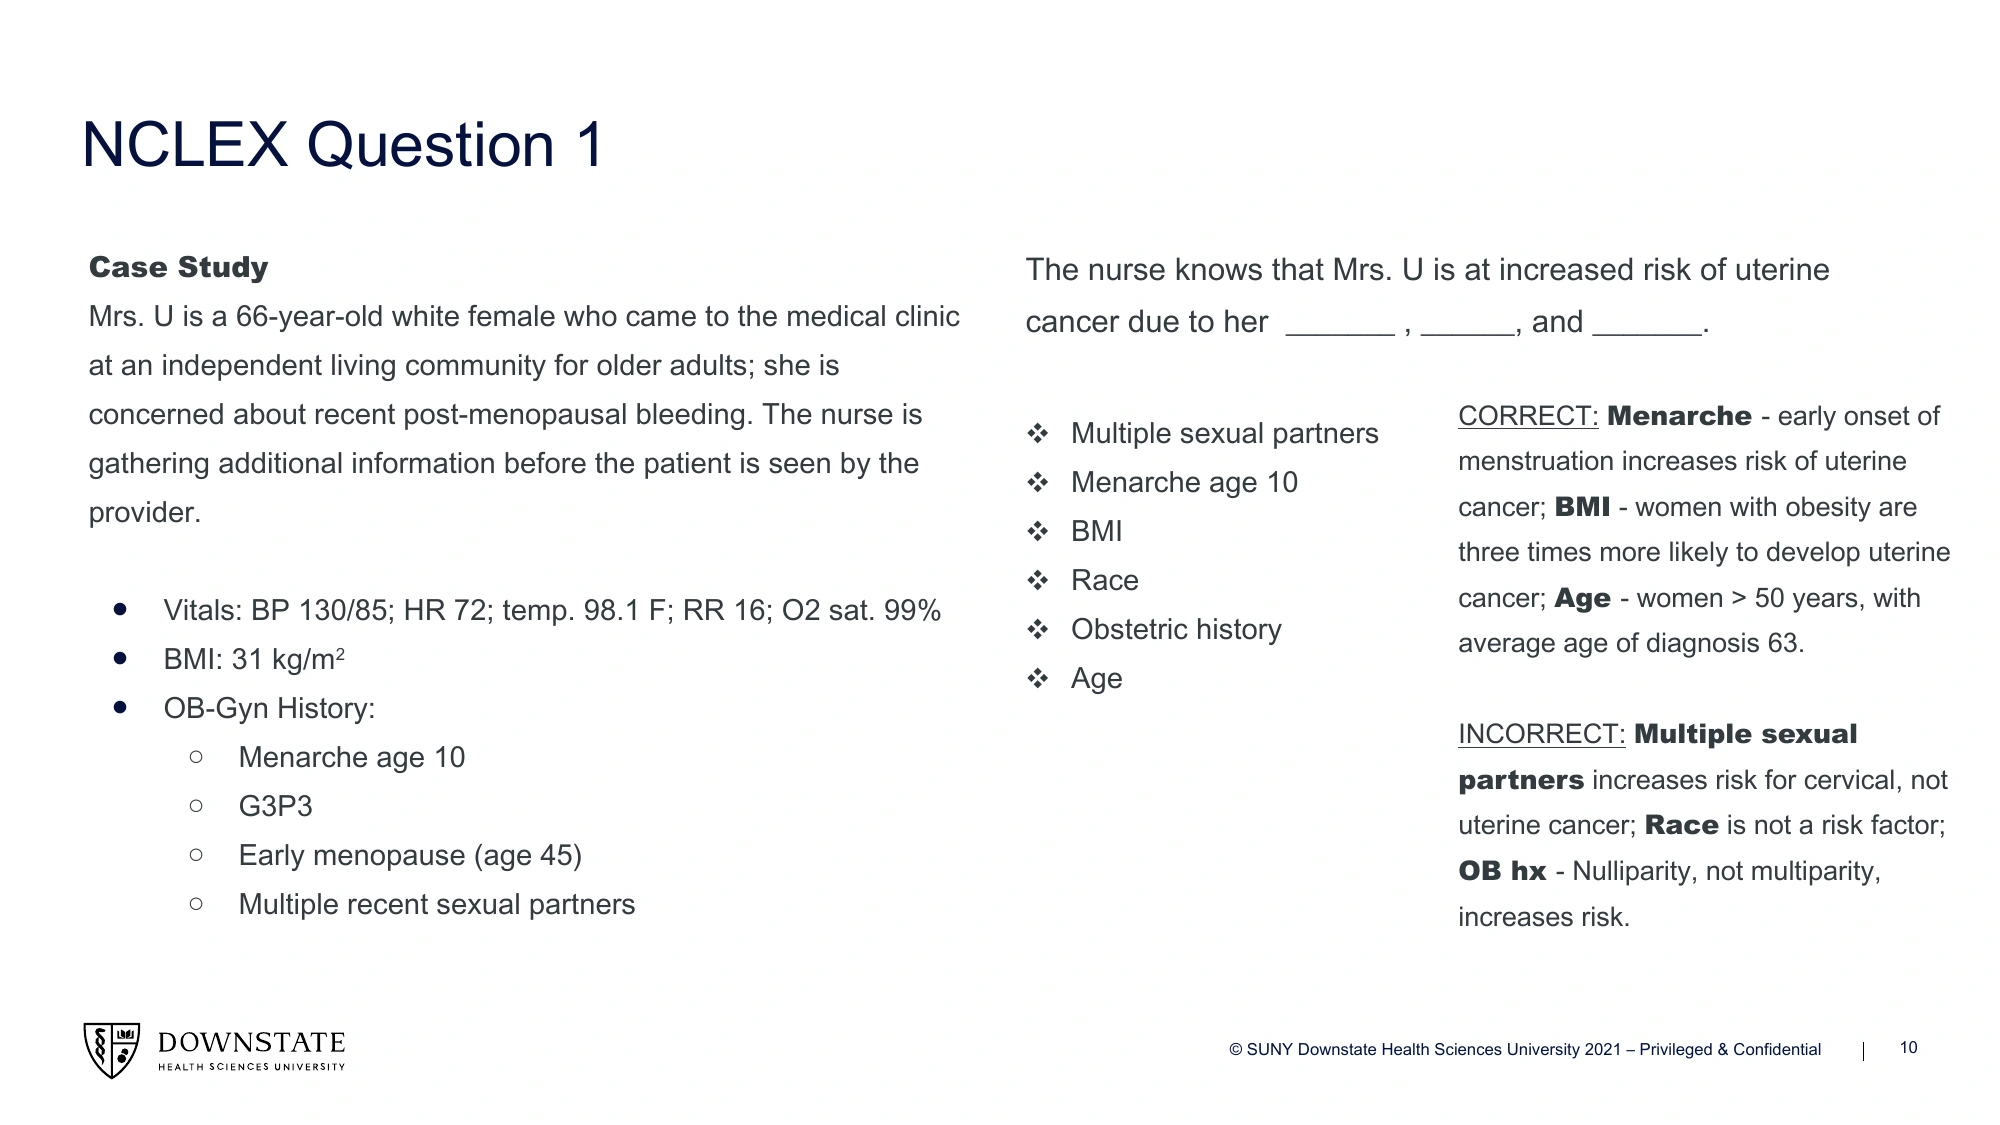 NCLEX Question 1
Case Study
Mrs. U is a 66-year-old white female who came to the medical clinic
at an independent living community for older adults; she is
concerned about recent post-menopausal bleeding. The nurse is
gathering additional information before the patient is seen by the
provider.
● Vitals: BP 130/85; HR 72; temp. 98.1 F; RR 16; O2 sat. 99%
● BMI: 31 kg/m²
● OB-Gyn History:
○ Menarche age 10
○ G3P3
○ Early menopause (age 45)
○ Multiple recent sexual partners
The nurse knows that Mrs. U is at increased risk of uterine
cancer due to her _______ , ______, and _______.
❖ Multiple sexual partners
❖ Menarche age 10
❖ BMI
❖ Race
❖ Obstetric history
❖ Age
CORRECT: Menarche - early onset of
menstruation increases risk of uterine
cancer; BMI - women with obesity are
three times more likely to develop uterine
cancer; Age - women > 50 years, with
average age of diagnosis 63.
INCORRECT: Multiple sexual
partners increases risk for cervical, not
uterine cancer; Race is not a risk factor;
OB hx - Nulliparity, not multiparity,
increases risk.
DOWNSTATE
HEALTH SCIENCES UNIVERSITY
© SUNY Downstate Health Sciences University 2021 – Privileged & Confidential | 10